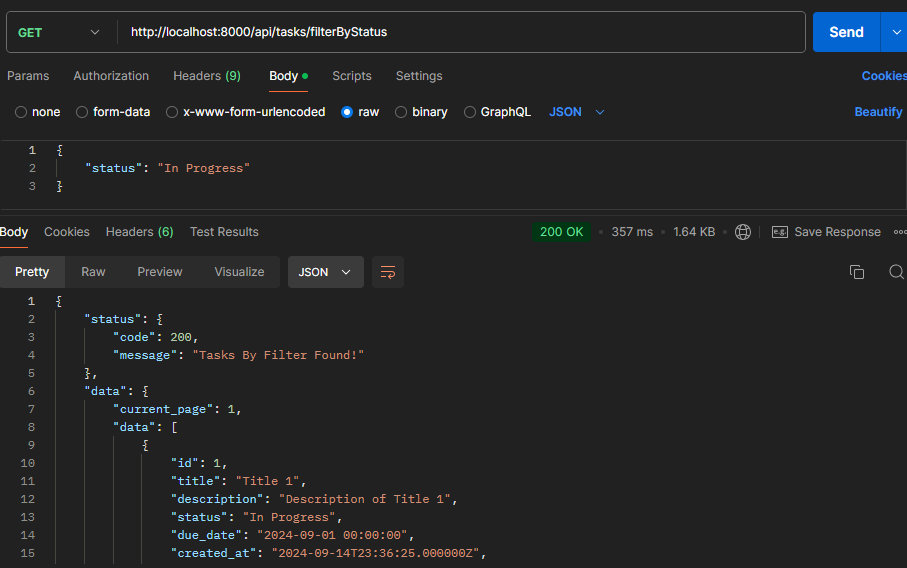 GET http://localhost:8000/api/tasks/filterByStatus Send
Params Authorization Headers (9) Body Scripts Settings Cookies
none form-data x-www-form-urlencoded raw binary GraphQL JSON Beautify
1 {
2 "status": "In Progress"
3 }
Body Cookies Headers (6) Test Results 200 OK 357 ms 1.64 KB e.g. Save Response
Pretty Raw Preview Visualize JSON
1 {
2 "status": {
3 "code": 200,
4 "message": "Tasks By Filter Found!"
5 },
6 "data": {
7 "current_page": 1,
8 "data": [
9 {
10 "id": 1,
11 "title": "Title 1",
12 "description": "Description of Title 1",
13 "status": "In Progress",
14 "due_date": "2024-09-01 00:00:00",
15 "created_at": "2024-09-14T23:36:25.000000Z",